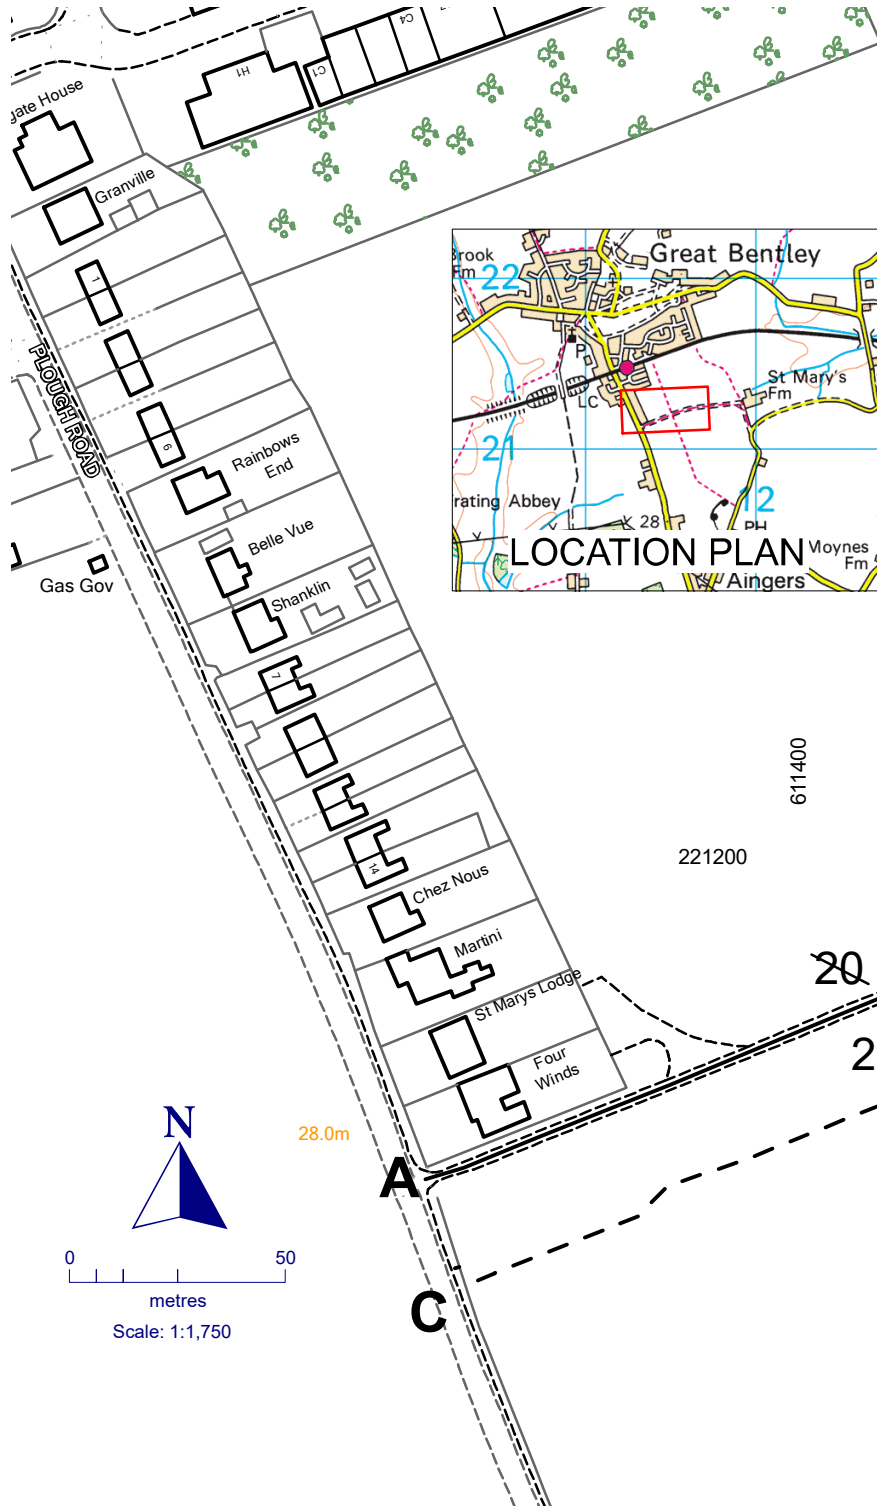 C4
H1
C1
gate House
Granville
1
PLOUGH ROAD
6
Rainbows
End
Belle Vue
Gas Gov
Shanklin
7
14
Chez Nous
Martini
St Marys Lodge
Four
Winds
Brook
Fm
22
Great Bentley
P
LC
St Mary's
Fm
21
12
rating Abbey
28
PH
LOCATION PLAN
Moynes
Fm
Aingers
611400
221200
20
2
28.0m
A
C
N
0 50
metres
Scale: 1:1,750